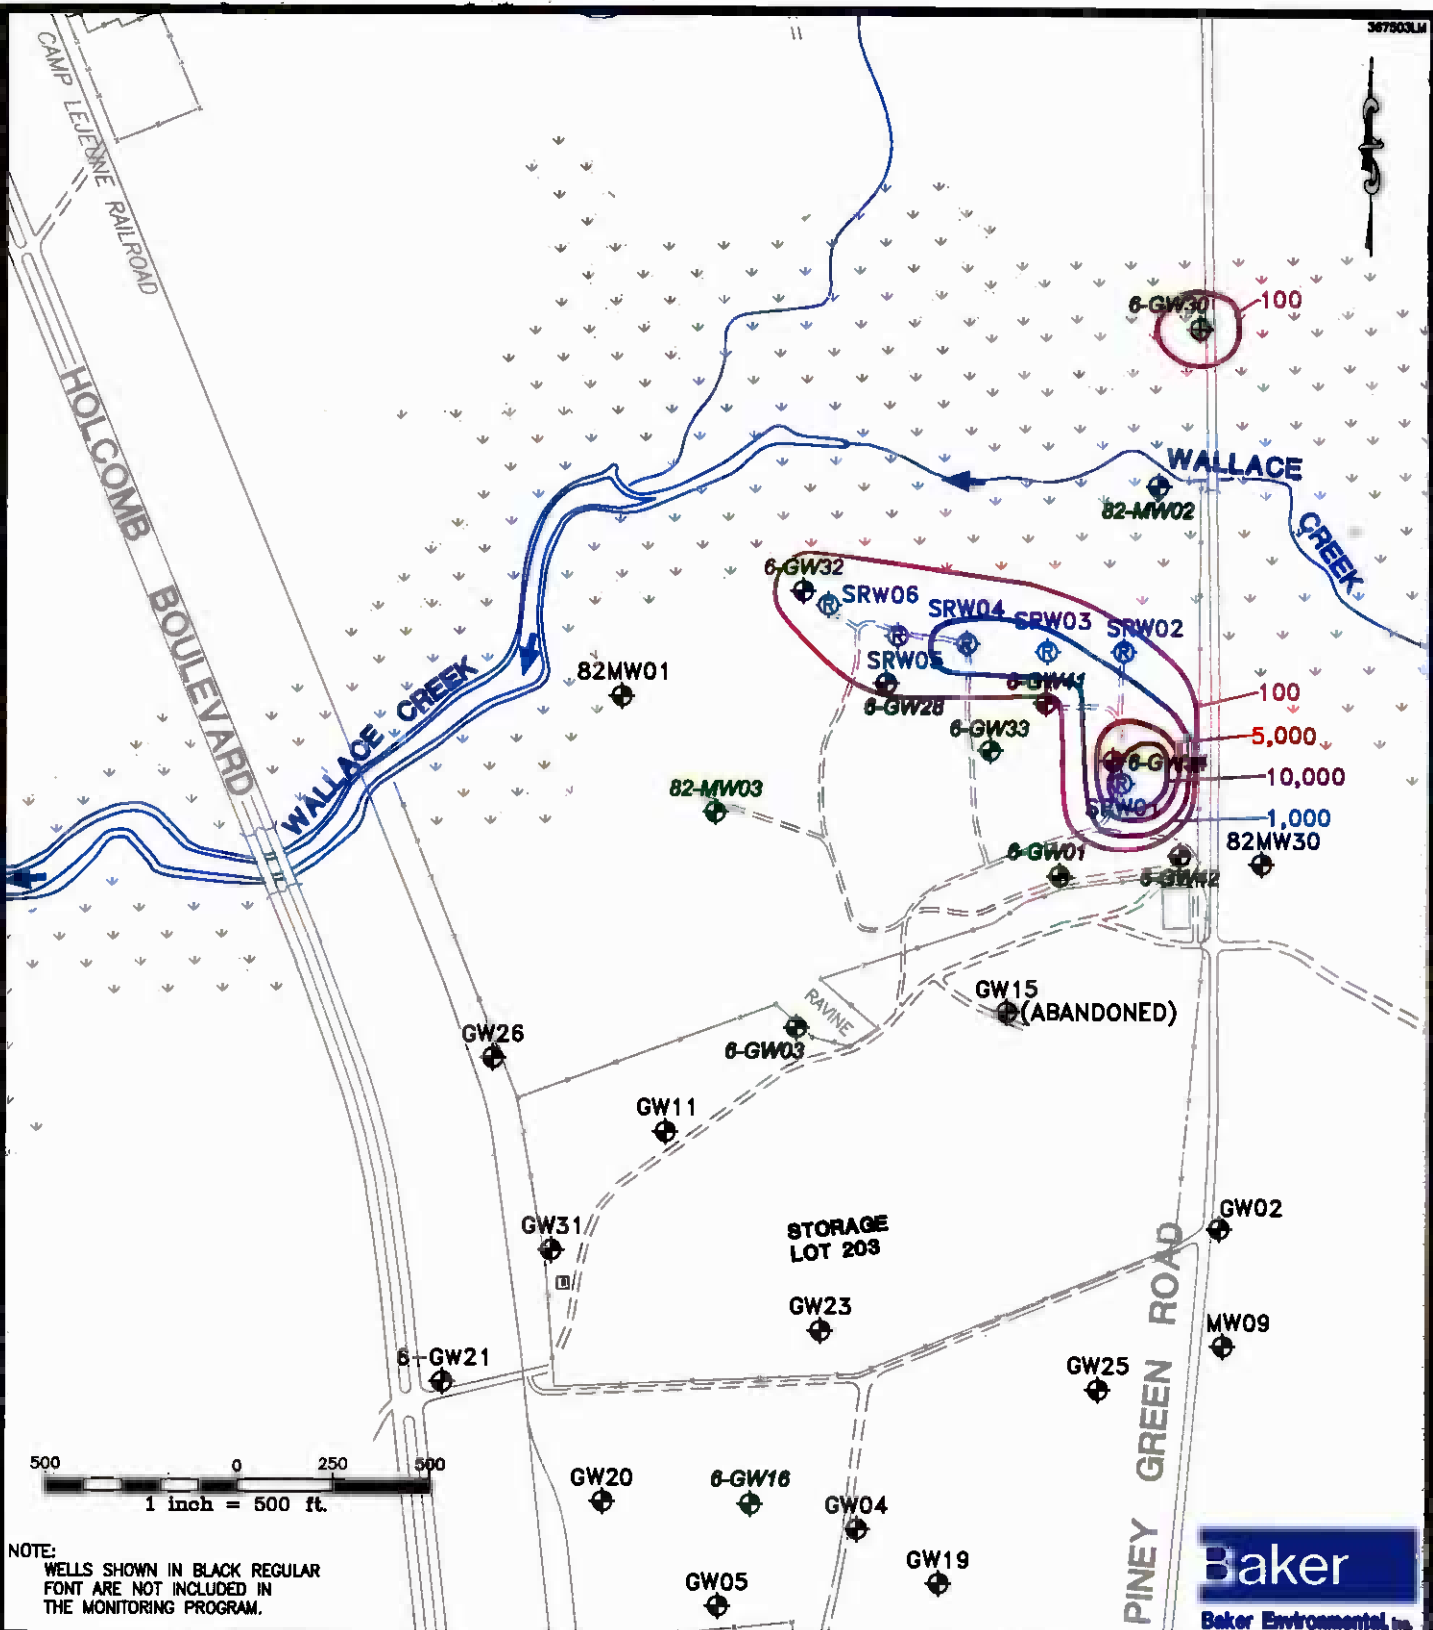 367503LM
CAMP LEJEUNE RAILROAD
6-GW30
100
HOLCOMB BOULEVARD
WALLACE CREEK
82-MW02
6-GW32
SRW06
SRW04
SRW03
SRW02
SRW05
82MW01
6-GW41
6-GW28
100
6-GW33
5,000
WALLACE CREEK
10,000
82-MW03
1,000
82MW30
6-GW01
6-GW42
GW15
(ABANDONED)
RAVINE
GW26
6-GW03
GW11
GW02
GW31
STORAGE
LOT 203
GW23
MW09
6-GW21
GW25
PINEY GREEN ROAD
500 0 250 500
1 inch = 500 ft.
GW20
6-GW16
GW04
GW19
GW05
NOTE:
WELLS SHOWN IN BLACK REGULAR
FONT ARE NOT INCLUDED IN
THE MONITORING PROGRAM.
Baker
Baker Environmental, Inc.